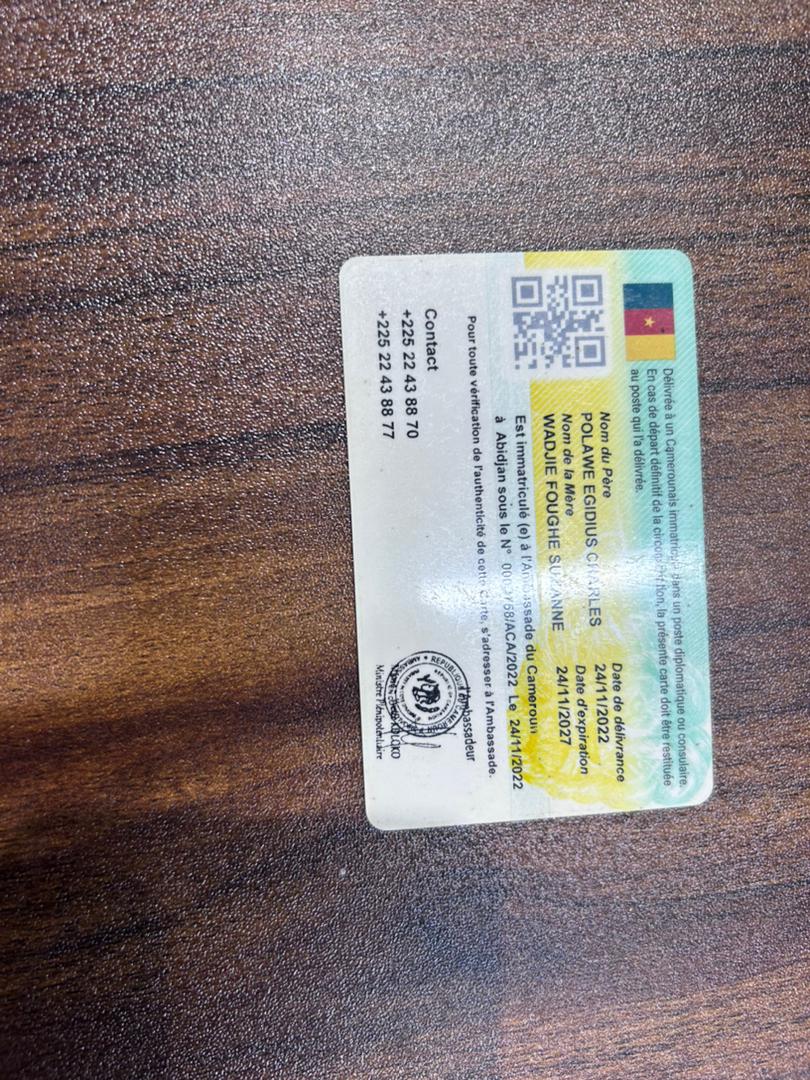 Délivrée à un Camerounais immatriculé dans un poste diplomatique ou consulaire.
En cas de départ définitif de la circonscription, la présente carte doit être restituée
au poste qui l'a délivrée.
Nom du Père
POLAWE EGIDIUS CHARLES
Nom de la Mère
WADJIE FOUGHE SUZANNE
Date de délivrance
24/11/2022
Date d'expiration
24/11/2027
Est immatriculé (e) à l'Ambassade du Cameroun
à Abidjan sous le N° Le 24/11/2022
Pour toute vérification de l'authenticité de cette carte, s'adresser à l'Ambassade.
Contact
+225 22 43 88 70
+225 22 43 88 77
l'Ambassadeur
Ministre Plénipotentiaire